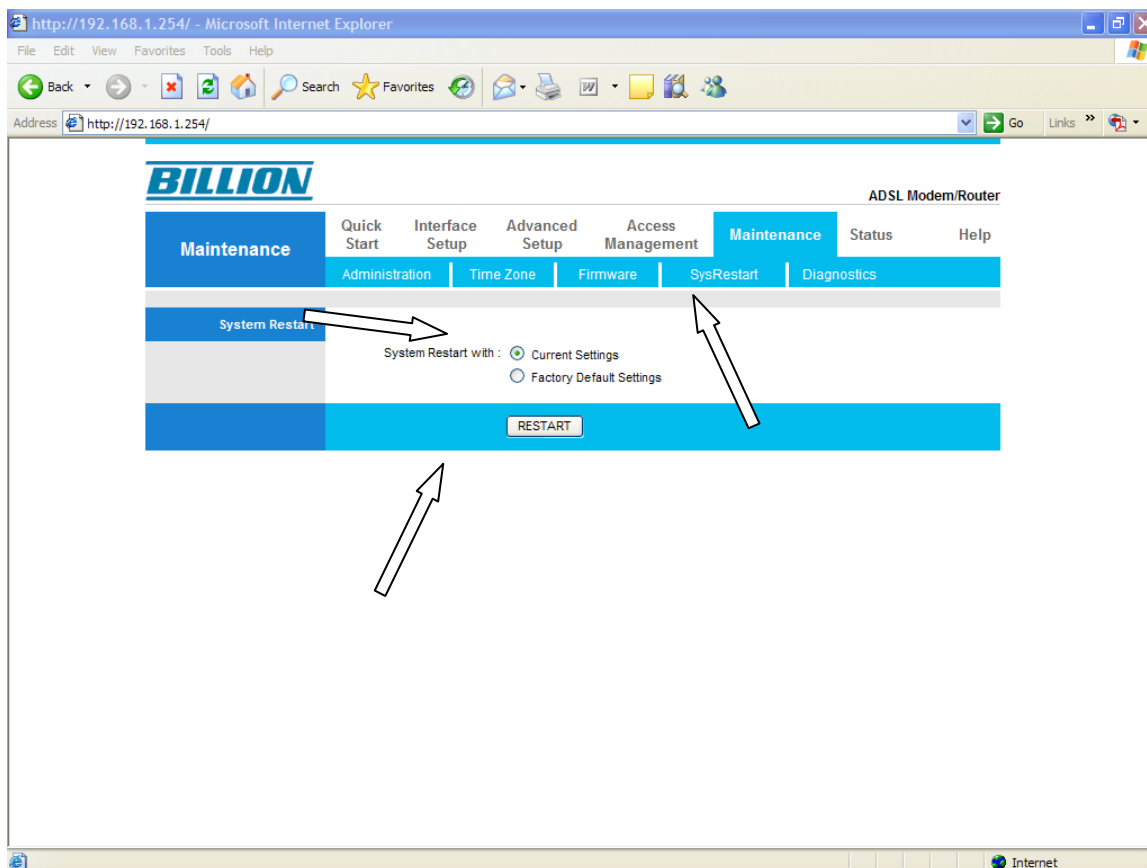 http://192.168.1.254/ - Microsoft Internet Explorer
File Edit View Favorites Tools Help
Back Search Favorites
Address http://192.168.1.254/ Go Links »
BILLION
ADSL Modem/Router
Maintenance
Quick Start Interface Setup Advanced Setup Access Management Maintenance Status Help
Administration Time Zone Firmware SysRestart Diagnostics
System Restart
System Restart with : Current Settings
Factory Default Settings
RESTART
Internet